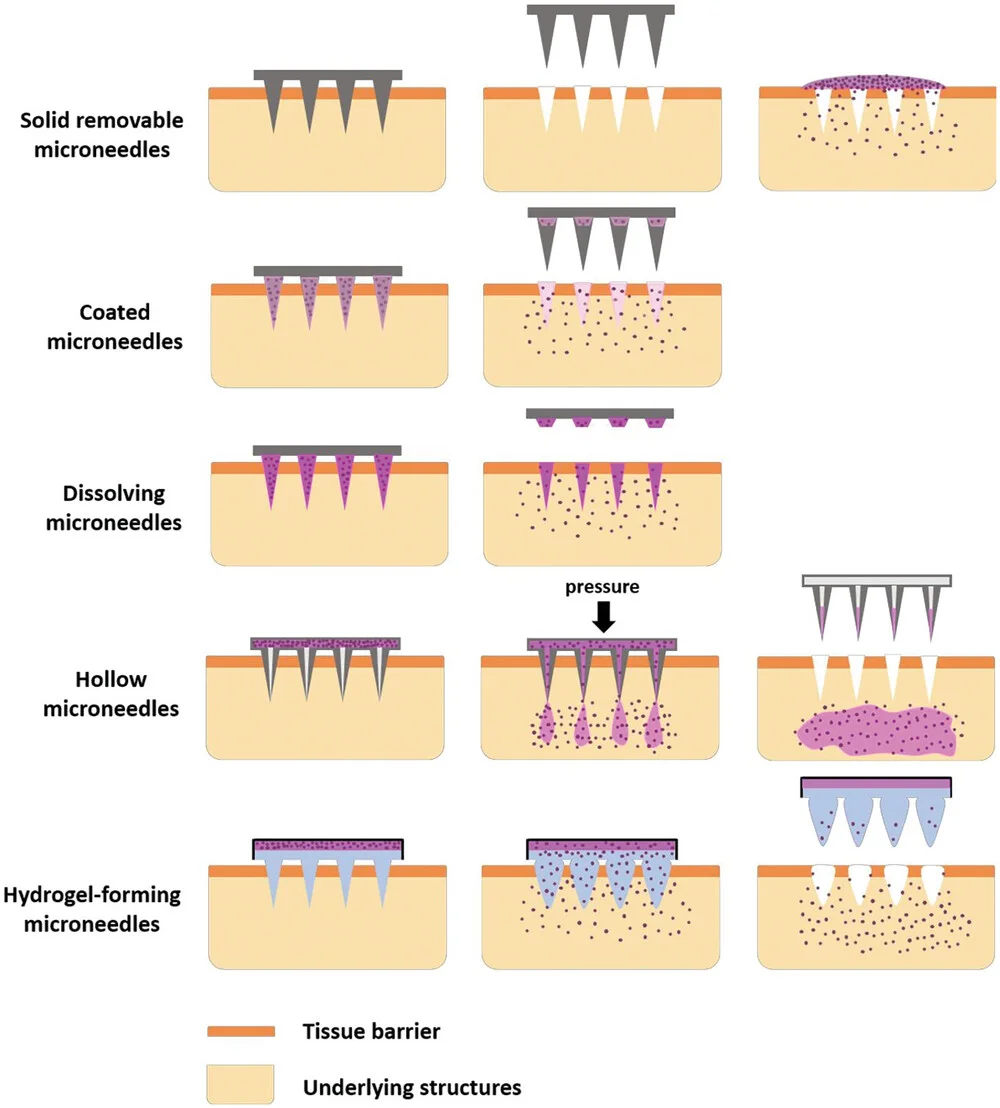 Solid removable
microneedles
Coated
microneedles
Dissolving
microneedles
pressure
Hollow
microneedles
Hydrogel-forming
microneedles
Tissue barrier
Underlying structures